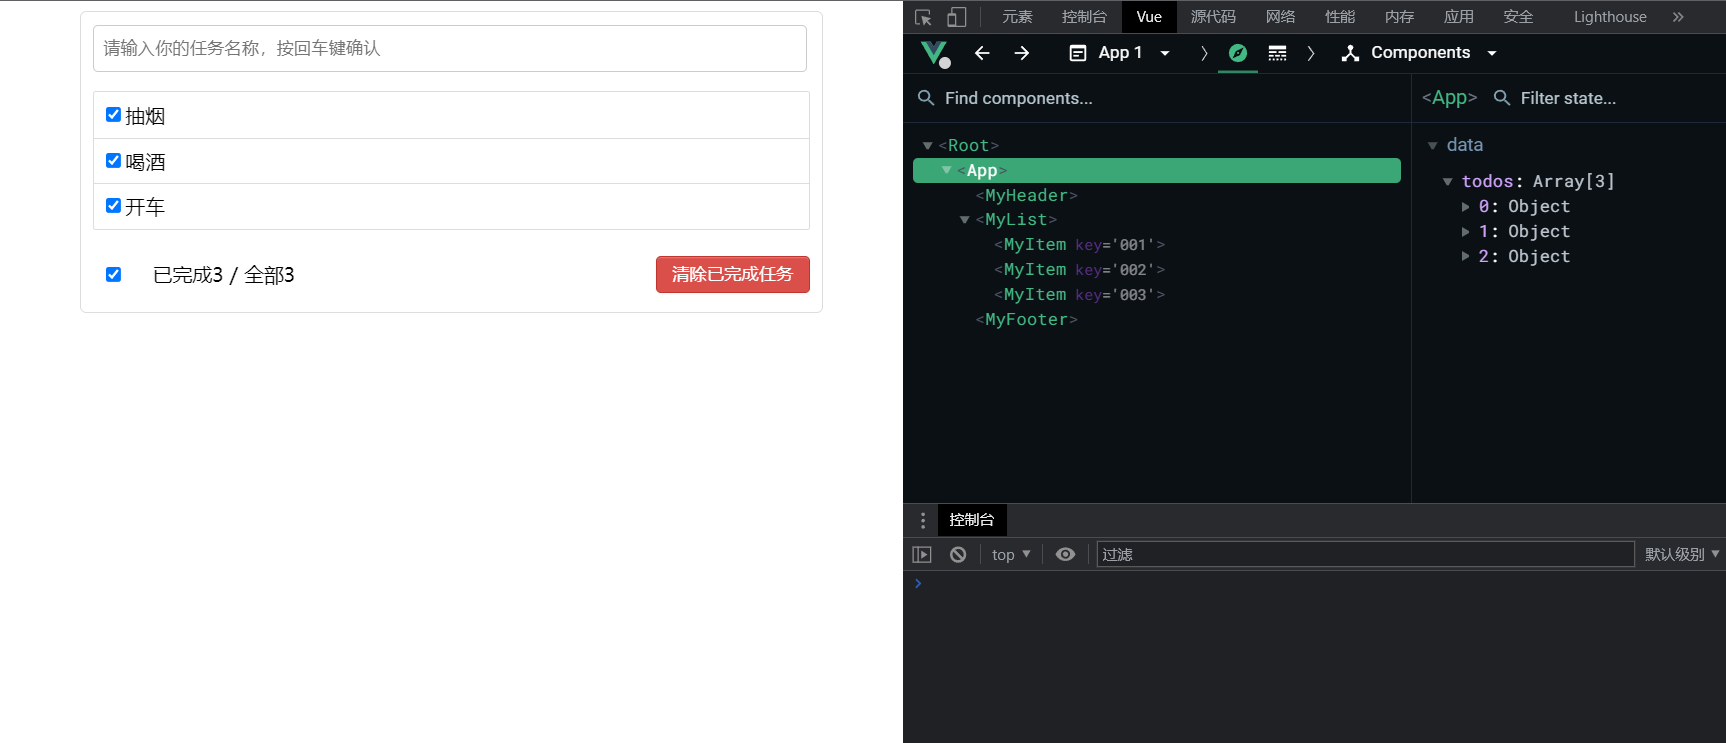 请输入你的任务名称，按回车键确认
抽烟
喝酒
开车
已完成3 / 全部3
清除已完成任务
元素 控制台 Vue 源代码 网络 性能 内存 应用 安全 Lighthouse »
App 1 Components
Find components...
<Root>
<App>
<MyHeader>
<MyList>
<MyItem key='001'>
<MyItem key='002'>
<MyItem key='003'>
<MyFooter>
<App> Filter state...
data
todos: Array[3]
0: Object
1: Object
2: Object
控制台
top 过滤 默认级别